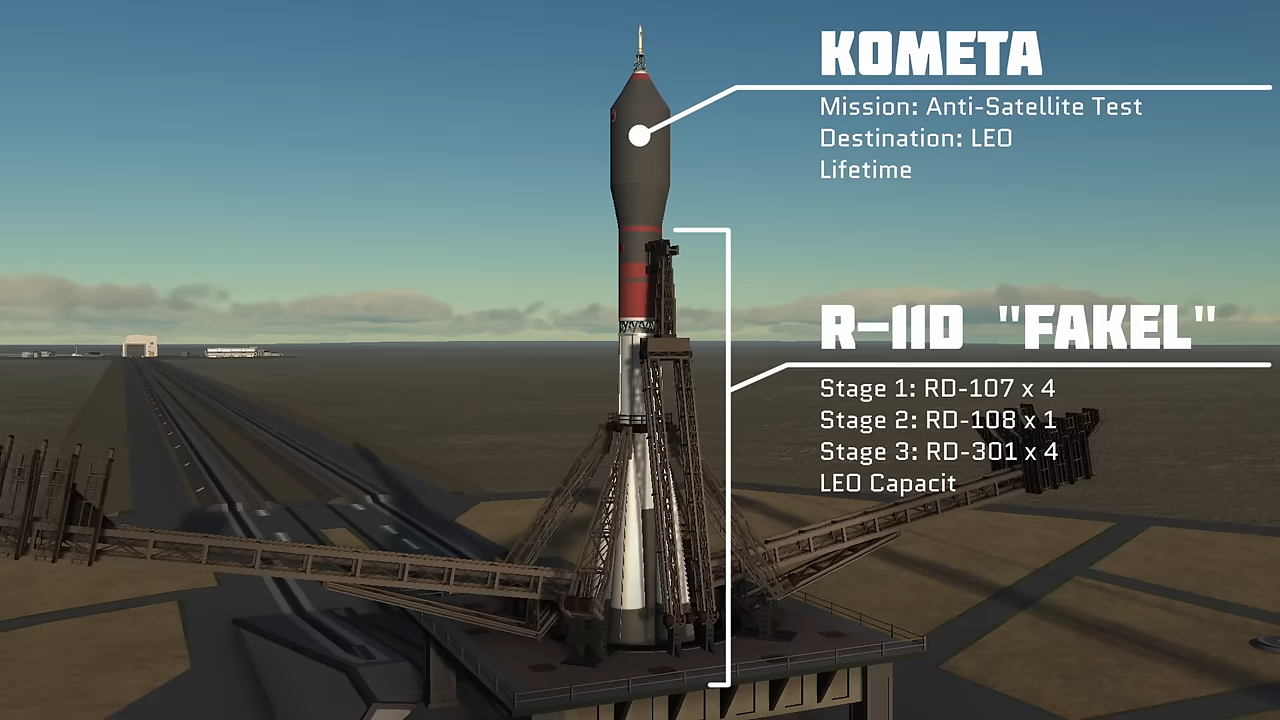 KOMETA
Mission: Anti-Satellite Test
Destination: LEO
Lifetime
R-11D "FAKEL"
Stage 1: RD-107 x 4
Stage 2: RD-108 x 1
Stage 3: RD-301 x 4
LEO Capacit